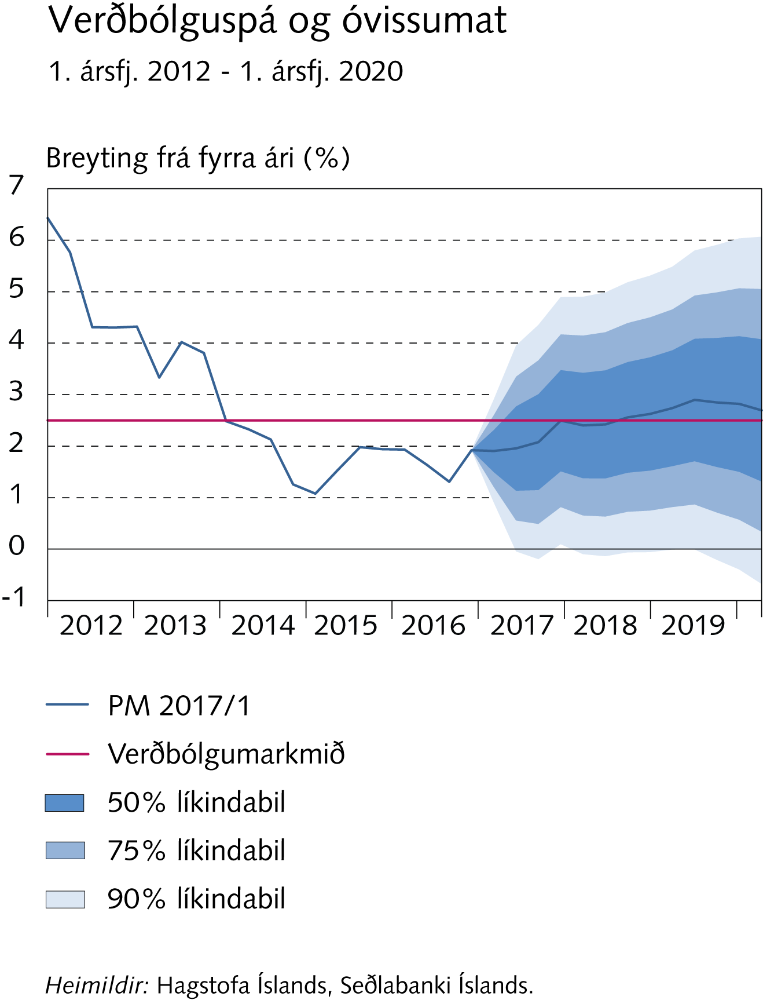 Verðbólguspá og óvissumat
1. ársfj. 2012 - 1. ársfj. 2020
Breyting frá fyrra ári (%)
7
6
5
4
3
2
1
0
-1
2012 2013 2014 2015 2016 2017 2018 2019
PM 2017/1
Verðbólgumarkmið
50% líkindabil
75% líkindabil
90% líkindabil
Heimildir: Hagstofa Íslands, Seðlabanki Íslands.